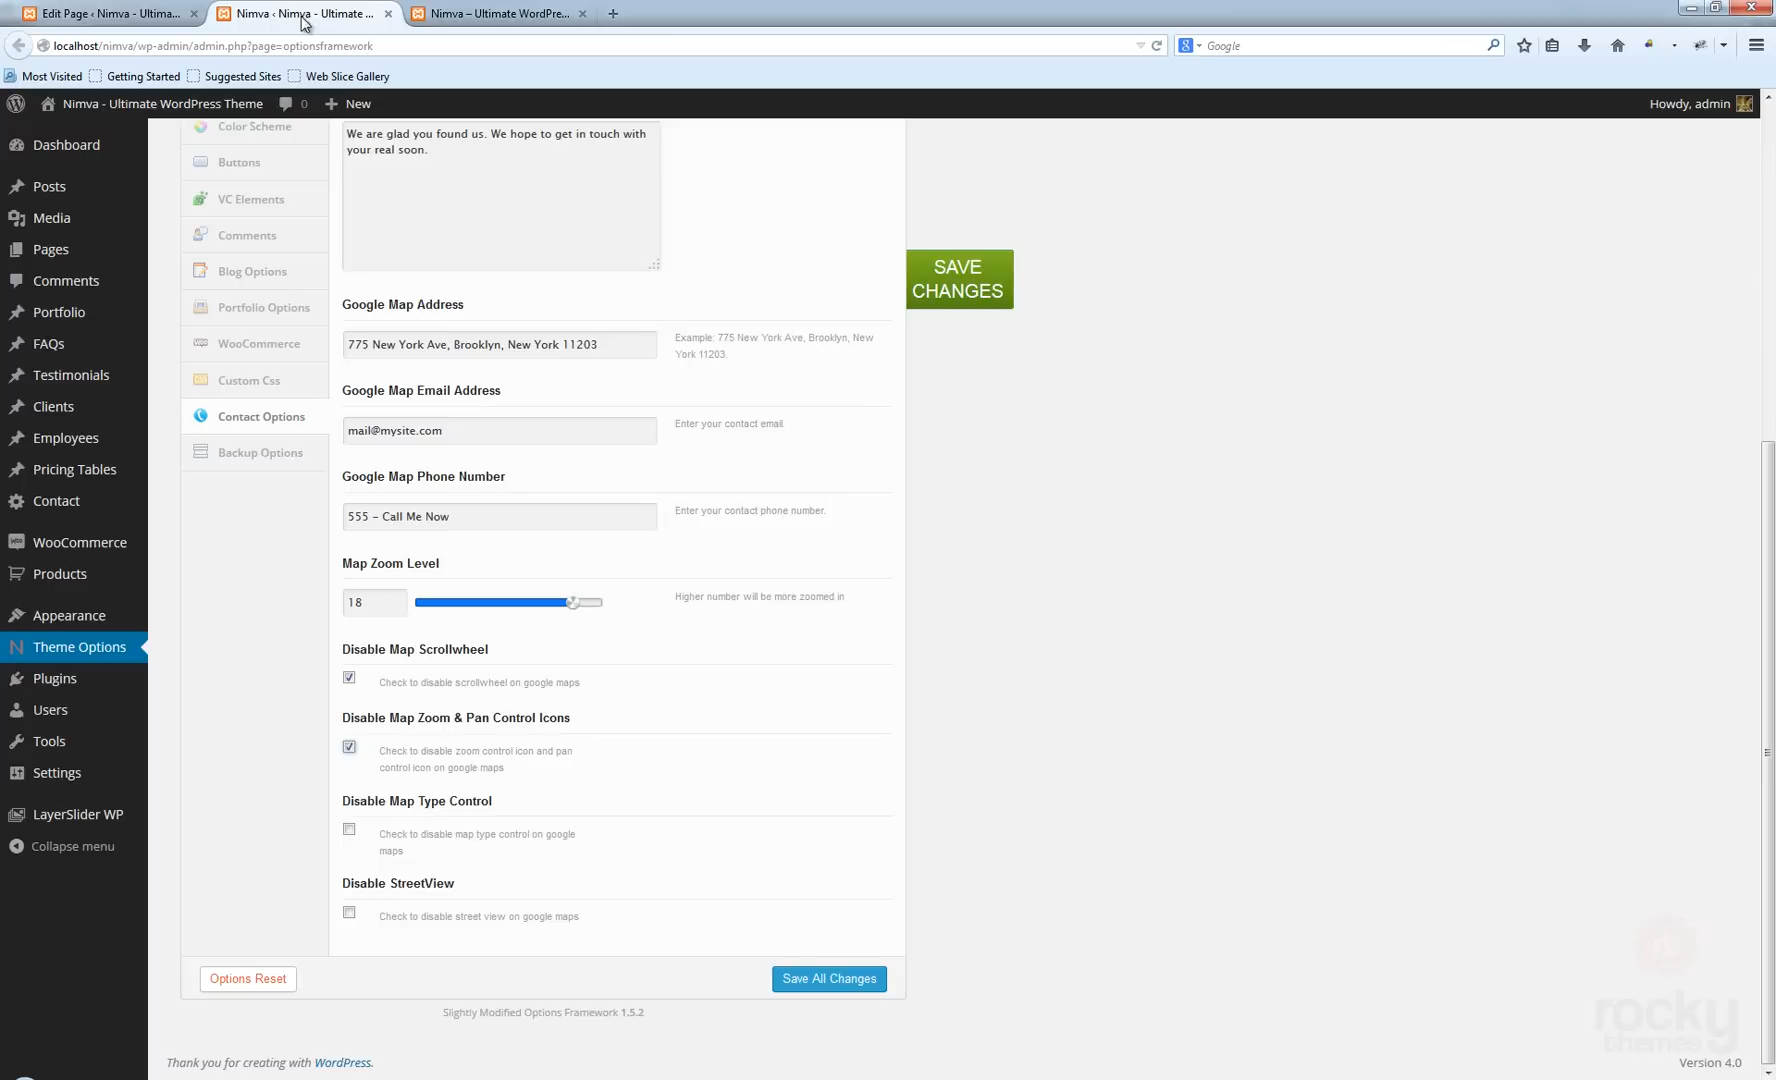 Edit Page ‹ Nimva - Ultima...
Nimva ‹ Nimva - Ultimate ...
Nimva – Ultimate WordPre...
localhost/nimva/wp-admin/admin.php?page=optionsframework
Google
Most Visited
Getting Started
Suggested Sites
Web Slice Gallery
Nimva - Ultimate WordPress Theme
0
New
Howdy, admin
Dashboard
Posts
Media
Pages
Comments
Portfolio
FAQs
Testimonials
Clients
Employees
Pricing Tables
Contact
WooCommerce
Products
Appearance
Theme Options
Plugins
Users
Tools
Settings
LayerSlider WP
Collapse menu
Color Scheme
Buttons
VC Elements
Comments
Blog Options
Portfolio Options
WooCommerce
Custom Css
Contact Options
Backup Options
We are glad you found us. We hope to get in touch with
your real soon.
Google Map Address
775 New York Ave, Brooklyn, New York 11203
Example: 775 New York Ave, Brooklyn, New
York 11203.
Google Map Email Address
mail@mysite.com
Enter your contact email.
Google Map Phone Number
555 - Call Me Now
Enter your contact phone number.
Map Zoom Level
18
Higher number will be more zoomed in
Disable Map Scrollwheel
Check to disable scrollwheel on google maps
Disable Map Zoom & Pan Control Icons
Check to disable zoom control icon and pan
control icon on google maps
Disable Map Type Control
Check to disable map type control on google
maps
Disable StreetView
Check to disable street view on google maps
SAVE
CHANGES
Options Reset
Save All Changes
Slightly Modified Options Framework 1.5.2
Thank you for creating with WordPress.
Version 4.0
rocky
themes